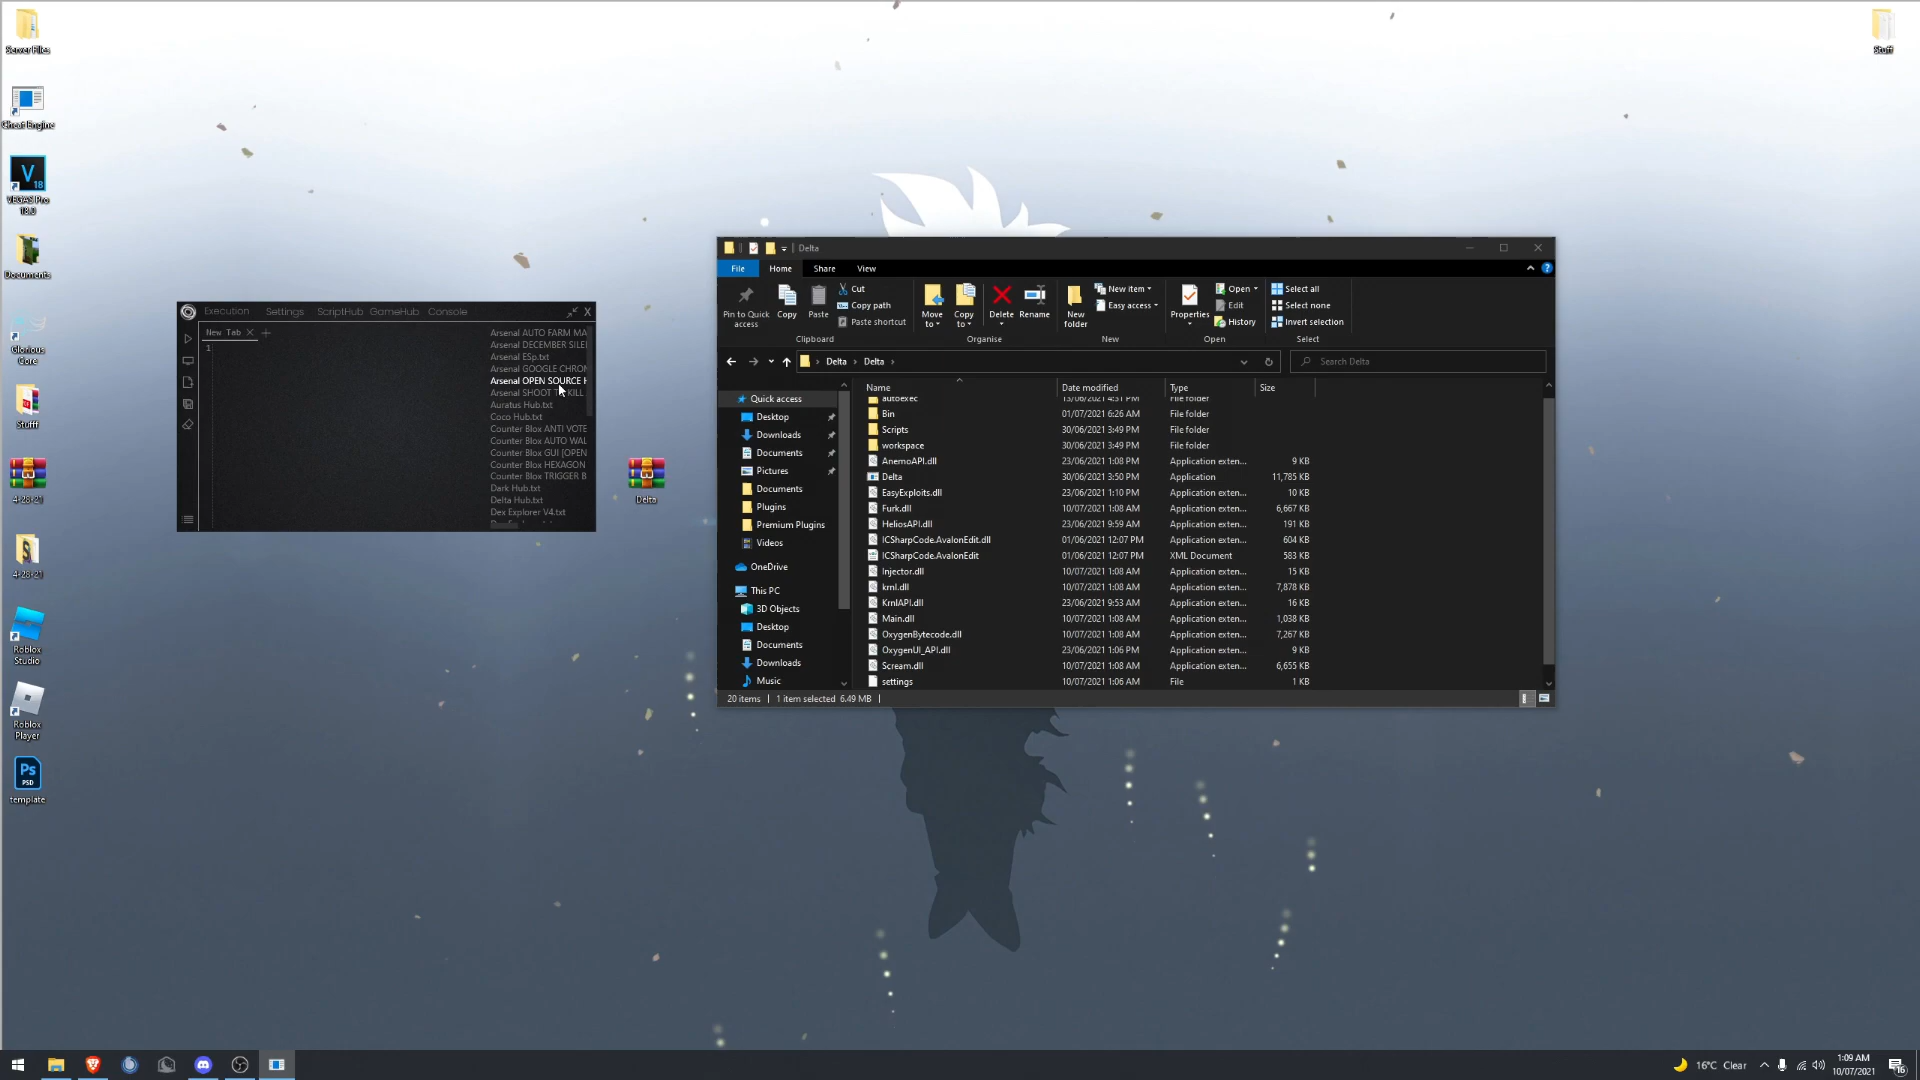 Server Files
Cheat Engine
VEGAS Pro
18.0
Documents
Glorious
Core
Stufff
4-23-21
4-23-21
Roblox
Studio
Roblox
Player
template
Stuff
Delta
Execution Settings ScriptHub GameHub Console X
New Tab × +
1
Arsenal AUTO FARM MA
Arsenal DECEMBER SILE
Arsenal ESp.txt
Arsenal GOOGLE CHRO
Arsenal OPEN SOURCE H
Arsenal SHOOT T KILL
Auratus Hub.txt
Coco Hub.txt
Counter Blox ANTI VOTE
Counter Blox AUTO WAL
Counter Blox GUI [OPEN
Counter Blox HEXAGON
Counter Blox TRIGGER B
Dark Hub.txt
Delta Hub.txt
Dex Explorer V4.txt
Delta
File Home Share View
Pin to Quick access
Copy
Paste
Cut
Copy path
Paste shortcut
Clipboard
Move to
Copy to
Delete
Rename
Organise
New folder
New item
Easy access
New
Properties
Open
Edit
History
Open
Select all
Select none
Invert selection
Select
Delta > Delta >
Search Delta
Quick access
Desktop
Downloads
Documents
Pictures
Documents
Plugins
Premium Plugins
Videos
OneDrive
This PC
3D Objects
Desktop
Documents
Downloads
Music
Name Date modified Type Size
autoexec 13/06/2021 4:51 PM File folder
Bin 01/07/2021 6:26 AM File folder
Scripts 30/06/2021 3:49 PM File folder
workspace 30/06/2021 3:49 PM File folder
AnemoAPI.dll 23/06/2021 1:08 PM Application exten... 9 KB
Delta 30/06/2021 3:50 PM Application 11,785 KB
EasyExploits.dll 23/06/2021 1:10 PM Application exten... 10 KB
Furk.dll 10/07/2021 1:08 AM Application exten... 6,667 KB
HeliosAPI.dll 23/06/2021 9:59 AM Application exten... 191 KB
ICSharpCode.AvalonEdit.dll 01/06/2021 12:07 PM Application exten... 604 KB
ICSharpCode.AvalonEdit 01/06/2021 12:07 PM XML Document 583 KB
Injector.dll 10/07/2021 1:08 AM Application exten... 15 KB
krnl.dll 10/07/2021 1:08 AM Application exten... 7,878 KB
KrnlAPI.dll 23/06/2021 9:53 AM Application exten... 16 KB
Main.dll 10/07/2021 1:08 AM Application exten... 1,038 KB
OxygenBytecode.dll 10/07/2021 1:08 AM Application exten... 7,267 KB
OxygenUI_API.dll 23/06/2021 1:06 PM Application exten... 9 KB
Scream.dll 10/07/2021 1:08 AM Application exten... 6,655 KB
settings 10/07/2021 1:06 AM File 1 KB
20 items 1 item selected 6.49 MB
16°C Clear
1:09 AM
10/07/2021
16